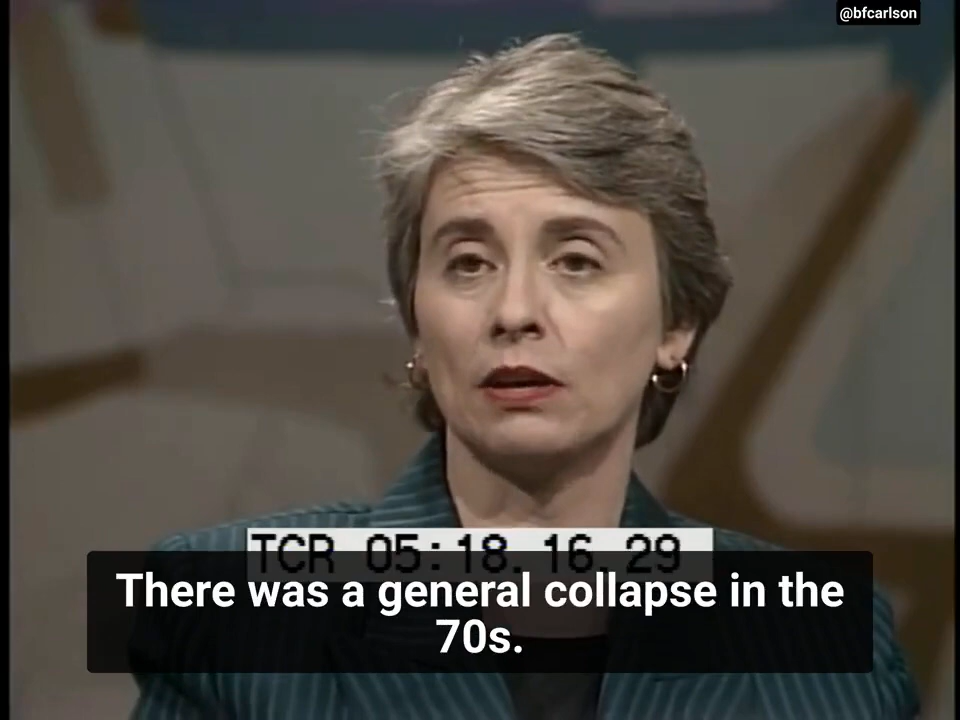 @bfcarlson
TCR 05:18.16.29
There was a general collapse in the
70s.